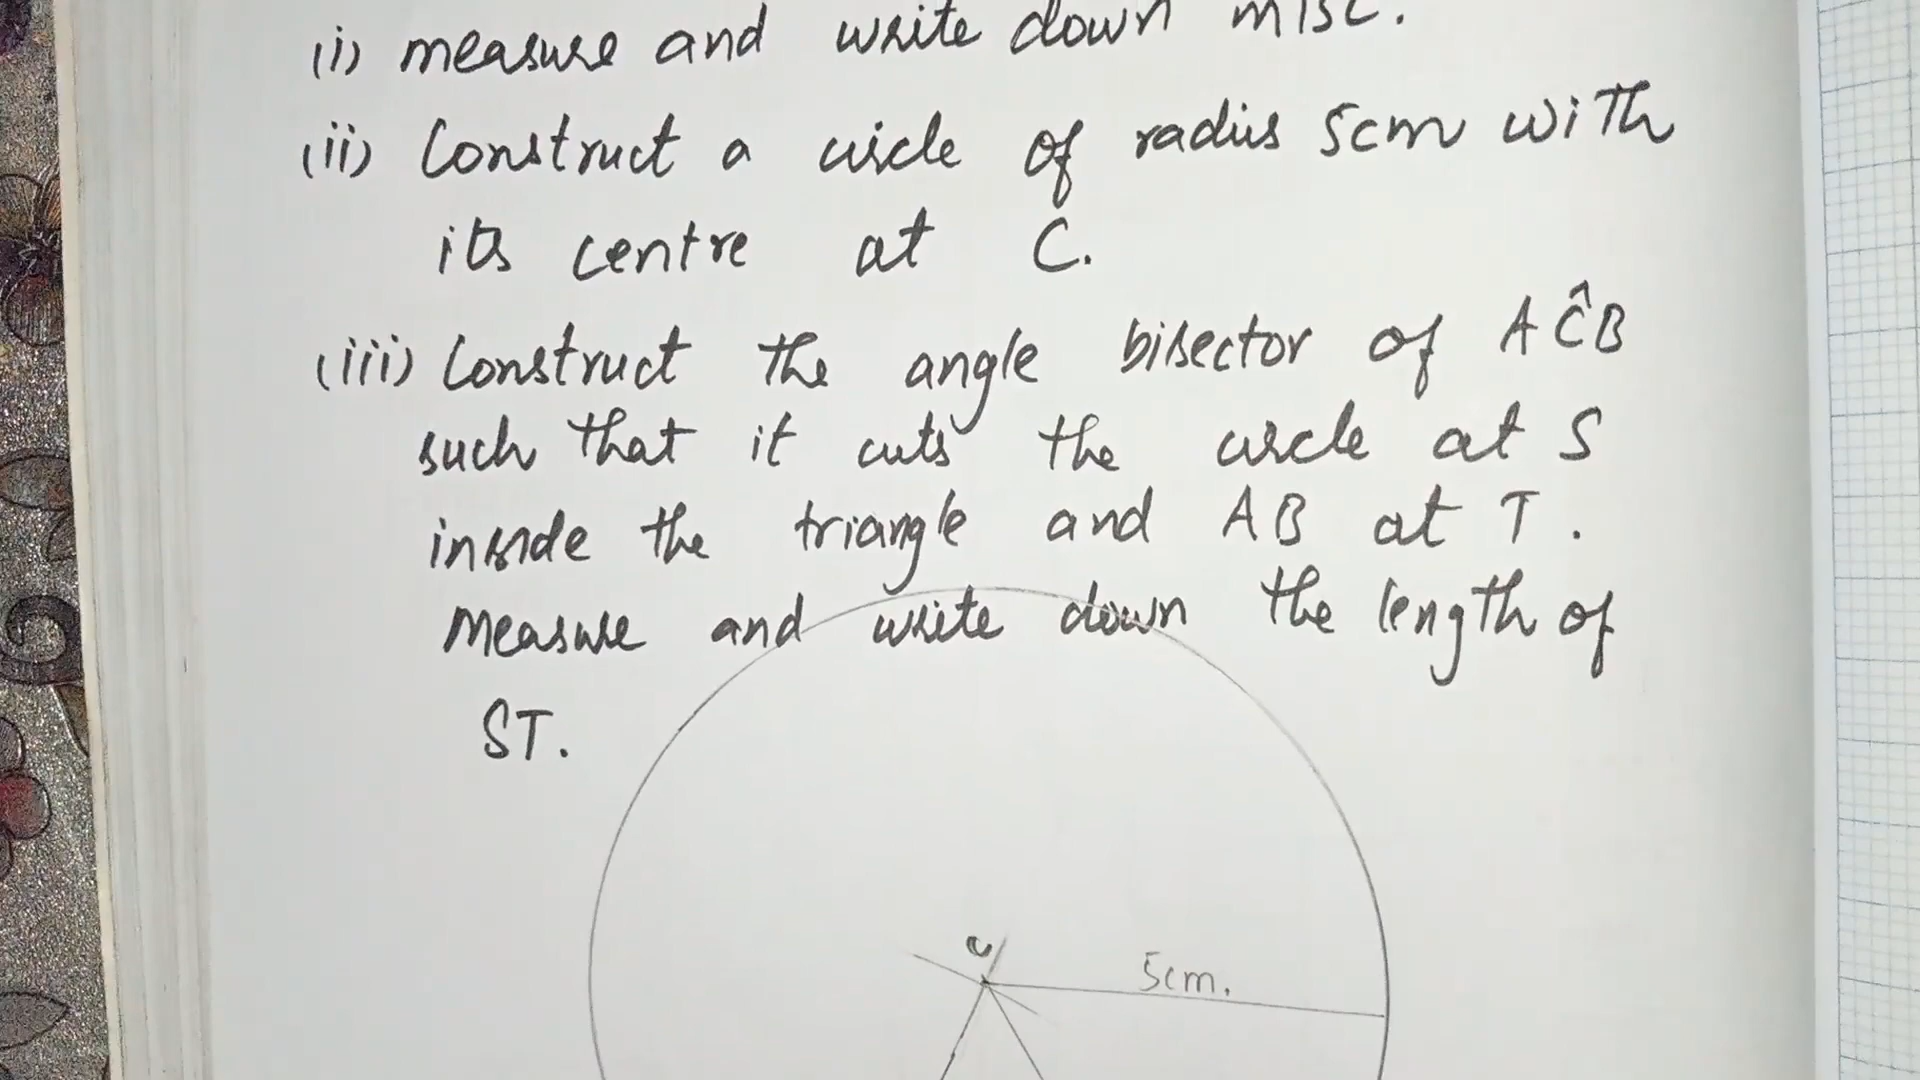 (i) measure and write down
(ii) Construct a circle of radius 5cm with
its centre at C.
(iii) Construct the angle bisector of AĈB
such that it cuts the circle at S
inside the triangle and AB at T.
Measure and write down the length of
ST.
C
5cm.